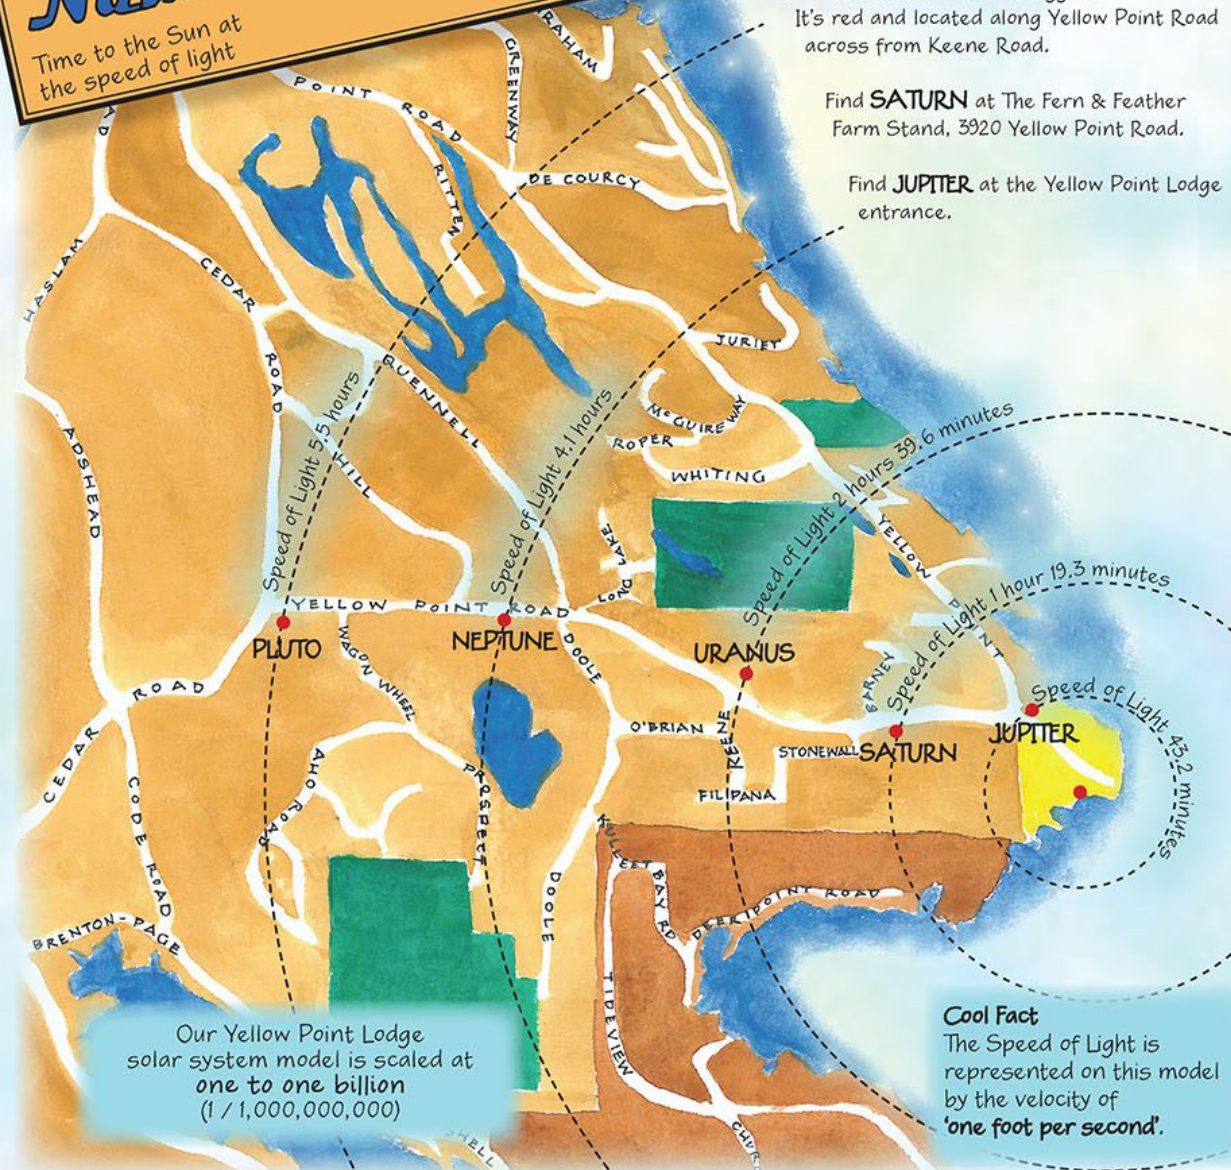 Time to the Sun at
the speed of light
It's red and located along Yellow Point Road
across from Keene Road.
Find SATURN at The Fern & Feather
Farm Stand, 3920 Yellow Point Road.
Find JUPITER at the Yellow Point Lodge
entrance.
GREENWAY
POINT ROAD
RITTEN
DE COURCY
HASLAM
CEDAR
ROAD
JURIET
QUENNELL
McGUIRE WAY
ROPER
WHITING
HILL
ADSHEAD
Speed of Light 5.5 hours
Speed of Light 4.1 hours
Speed of Light 2 hours 39.6 minutes
Speed of Light 1 hour 19.3 minutes
Speed of Light 43.2 minutes
LONG LAKE
YELLOW
POINT
YELLOW POINT ROAD
PLUTO
NEPTUNE
URANUS
SATURN
JUPITER
WAGON WHEEL
DOOLE
BARNEY
O'BRIAN
KEENE
STONEWALL
FILIPANA
CEDAR ROAD
AHO ROAD
PROSPECT
CODE ROAD
DOOLE
KULLEET BAY RD
DEER POINT ROAD
BRENTON-PAGE
TIDEVIEW
Our Yellow Point Lodge
solar system model is scaled at
one to one billion
(1 / 1,000,000,000)
Cool Fact
The Speed of Light is
represented on this model
by the velocity of
'one foot per second'.